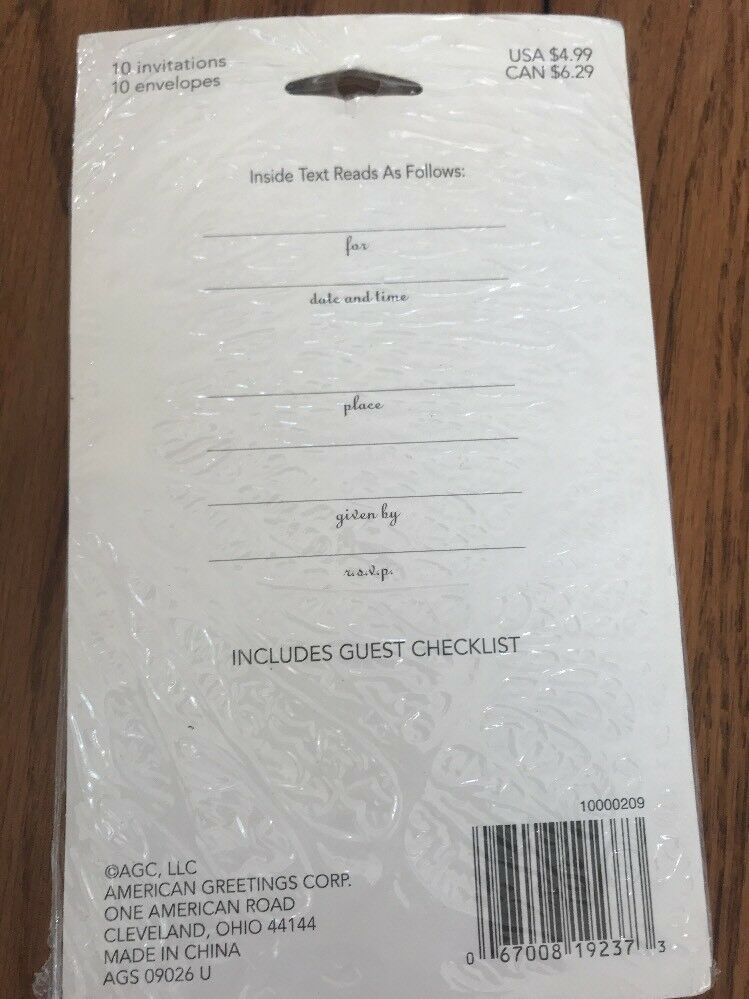 10 invitations
10 envelopes
USA $4.99
CAN $6.29
Inside Text Reads As Follows:
for
date and time
place
given by
r.s.v.p.
INCLUDES GUEST CHECKLIST
10000209
©AGC, LLC
AMERICAN GREETINGS CORP.
ONE AMERICAN ROAD
CLEVELAND, OHIO 44144
MADE IN CHINA
AGS 09026 U
0 67008 19237 3